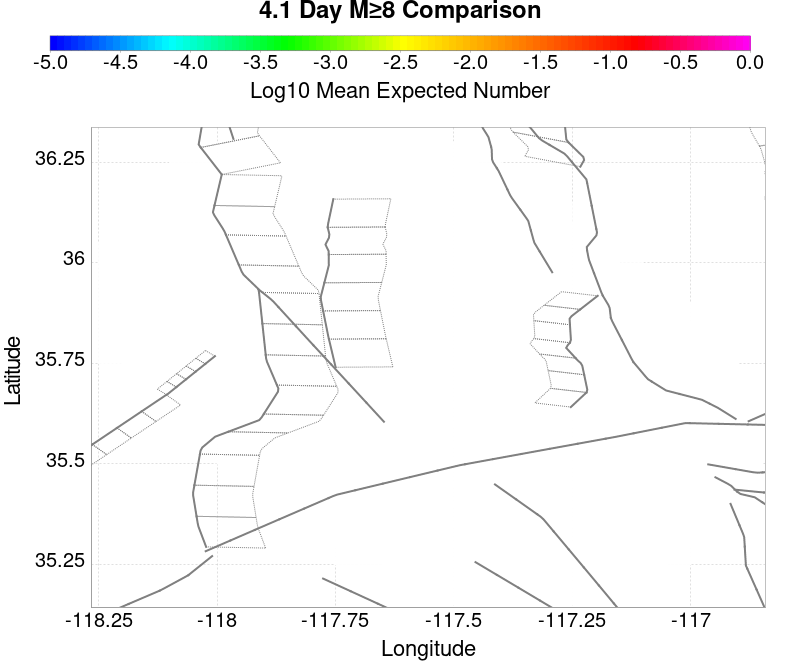 4.1 Day M≥8 Comparison
-5.0 -4.5 -4.0 -3.5 -3.0 -2.5 -2.0 -1.5 -1.0 -0.5 0.0
Log10 Mean Expected Number
36.25
36
35.75
35.5
35.25
Latitude
-118.25 -118 -117.75 -117.5 -117.25 -117
Longitude